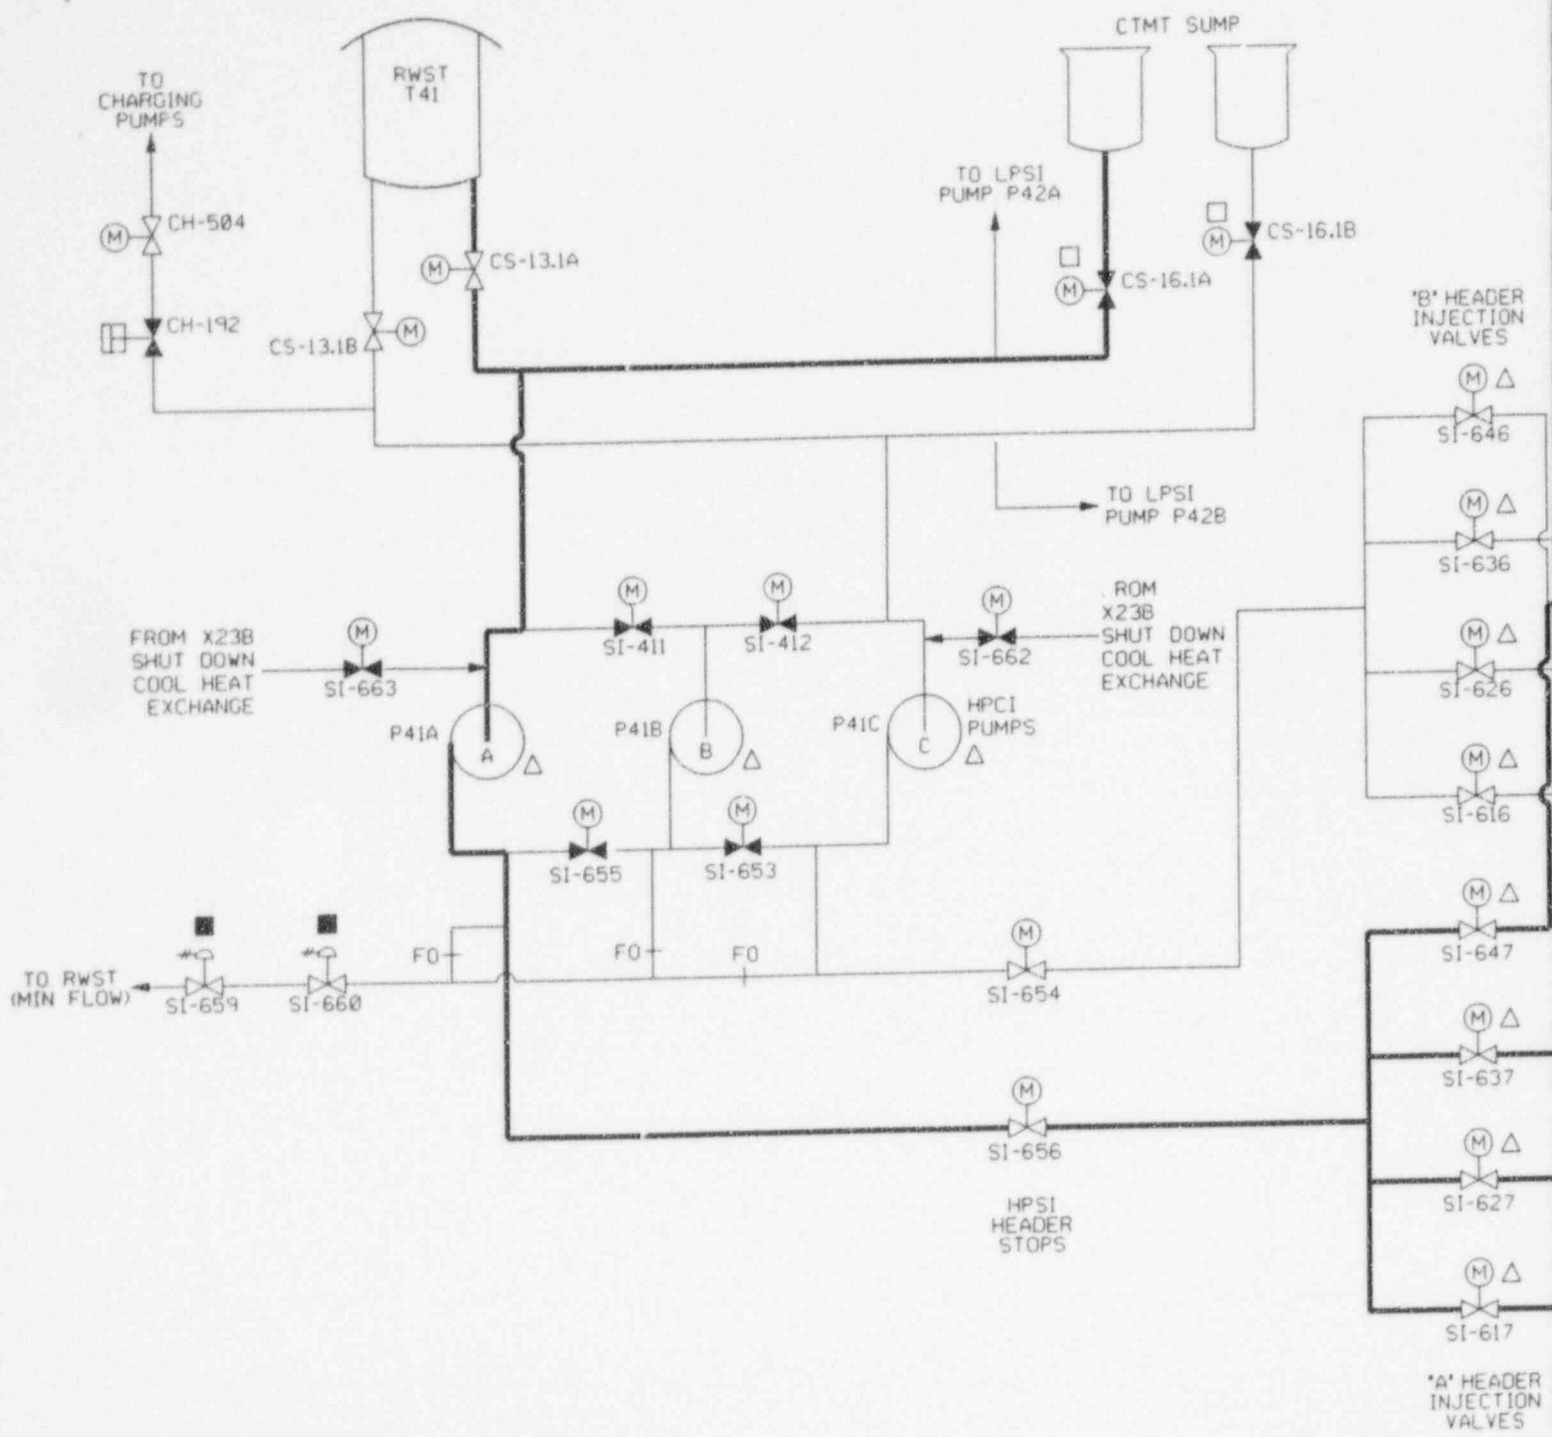 CTMT SUMP
RWST
T41
TO
CHARGING
PUMPS
TO LPSI
PUMP P42A
M CH-504
M CS-13.1A
M CS-16.1B
M CS-16.1A
CH-192
CS-13.1B M
"B" HEADER
INJECTION
VALVES
M
SI-646
TO LPSI
PUMP P42B
M
SI-636
FROM X23B
SHUT DOWN
COOL HEAT
EXCHANGE
M
SI-663
M
SI-411
M
SI-412
M
SI-662
ROM
X23B
SHUT DOWN
COOL HEAT
EXCHANGE
M
SI-626
P41A
A
P41B
B
P41C
C
HPCI
PUMPS
M
SI-616
M
SI-655
M
SI-653
M
SI-647
TO RWST
(MIN FLOW)
#
SI-659
#
SI-660
FO
FO
FO
M
SI-654
M
SI-637
M
SI-656
M
SI-627
HPSI
HEADER
STOPS
M
SI-617
"A" HEADER
INJECTION
VALVES